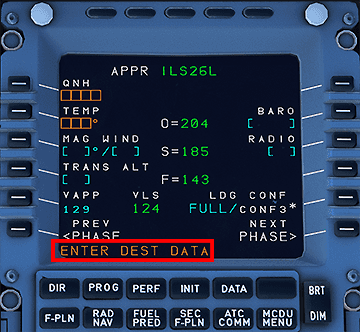 APPR ILS26L
QNH
TEMP BARO
° O=204 [ ]
MAG WIND RADIO
[ ]°/[ ] S=185 [ ]
TRANS ALT
[ ] F=143
VAPP VLS LDG CONF
129 124 FULL/CONF3*
PREV NEXT
<PHASE PHASE>
ENTER DEST DATA
DIR PROG PERF INIT DATA BRT
F-PLN RAD NAV FUEL PRED SEC F-PLN ATC COMM MCDU MENU DIM